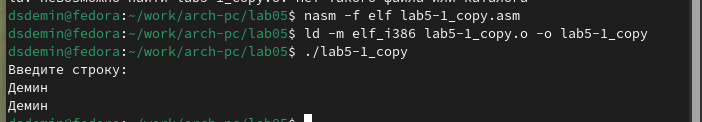 ld: невозможно найти lab5-1_copy.o: Нет такого файла или каталога
dsdemin@fedora:~/work/arch-pc/lab05$ nasm -f elf lab5-1_copy.asm
dsdemin@fedora:~/work/arch-pc/lab05$ ld -m elf_i386 lab5-1_copy.o -o lab5-1_copy
dsdemin@fedora:~/work/arch-pc/lab05$ ./lab5-1_copy
Введите строку:
Демин
Демин
dsdemin@fedora:~/work/arch-pc/lab05$